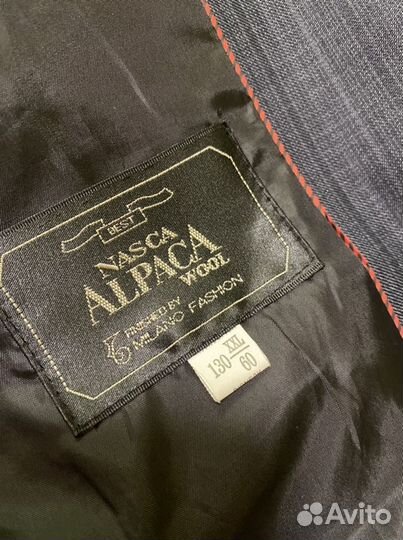 BEST
NASCA
ALPACA
WOOL
FINISHED BY
MILANO FASHION
130 XXL
60
Avito